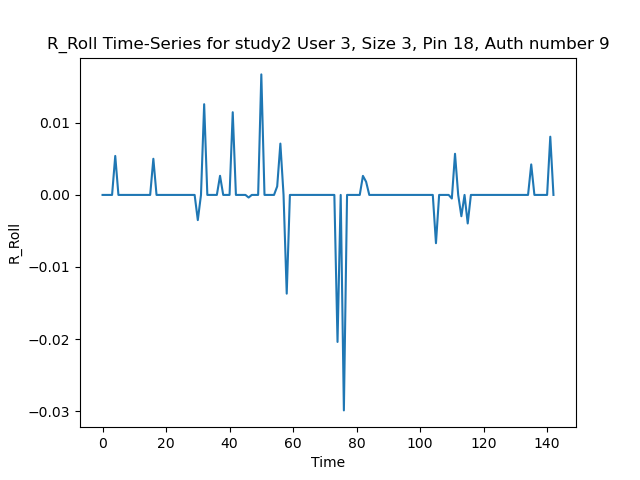 R_Roll Time-Series for study2 User 3, Size 3, Pin 18, Auth number 9
0.01
0.00
−0.01
−0.02
−0.03
R_Roll
0 20 40 60 80 100 120 140
Time